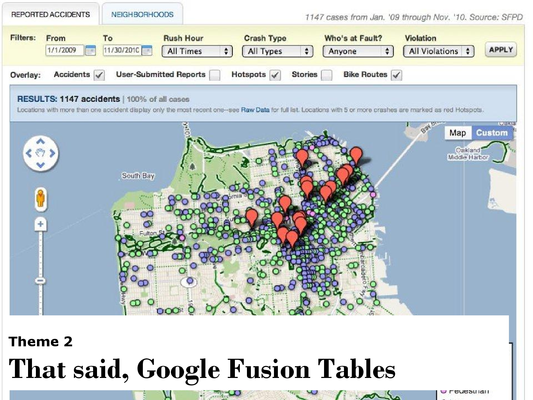 REPORTED ACCIDENTS NEIGHBORHOODS
1147 cases from Jan. '09 through Nov. '10. Source: SFPD
Filters: From To Rush Hour Crash Type Who's at Fault? Violation
1/1/2009 11/30/2010 All Times All Types Anyone All Violations APPLY
Overlay: Accidents User-Submitted Reports Hotspots Stories Bike Routes
RESULTS: 1147 accidents | 100% of all cases
Locations with more than one accident display only the most recent one—see Raw Data for full list. Locations with 5 or more crashes are marked as red Hotspots.
Map Custom
Oakland
Middle Harbor
South Bay
Theme 2
That said, Google Fusion Tables
Pedestrian